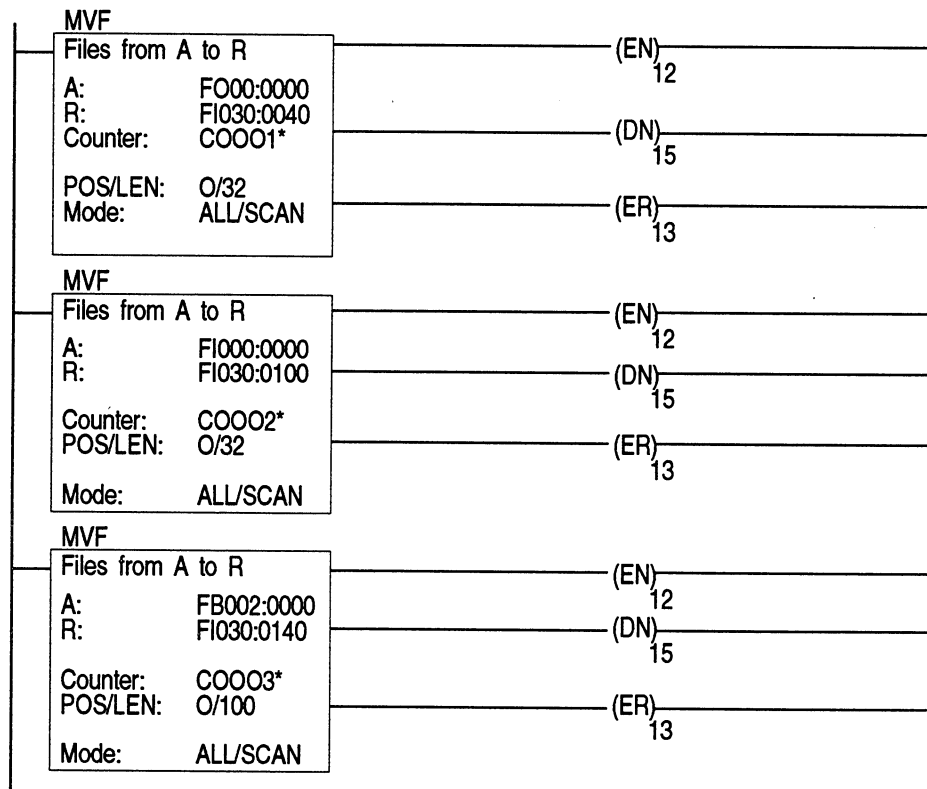 MVF
Files from A to R
(EN)
12
A: FO00:0000
R: FI030:0040
Counter: COOO1*
(DN)
15
POS/LEN: O/32
Mode: ALL/SCAN
(ER)
13
MVF
Files from A to R
(EN)
12
A: FI000:0000
R: FI030:0100
(DN)
15
Counter: COOO2*
POS/LEN: O/32
(ER)
13
Mode: ALL/SCAN
MVF
Files from A to R
(EN)
12
A: FB002:0000
R: FI030:0140
(DN)
15
Counter: COOO3*
POS/LEN: O/100
(ER)
13
Mode: ALL/SCAN